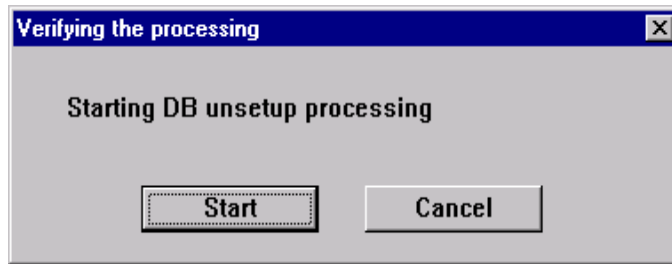 Verifying the processing
Starting DB unsetup processing
Start Cancel